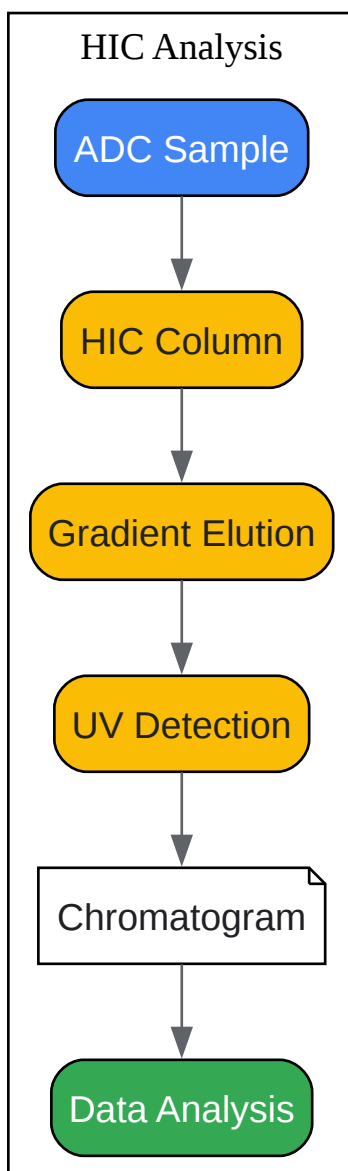 HIC Analysis
ADC Sample
HIC Column
Gradient Elution
UV Detection
Chromatogram
Data Analysis